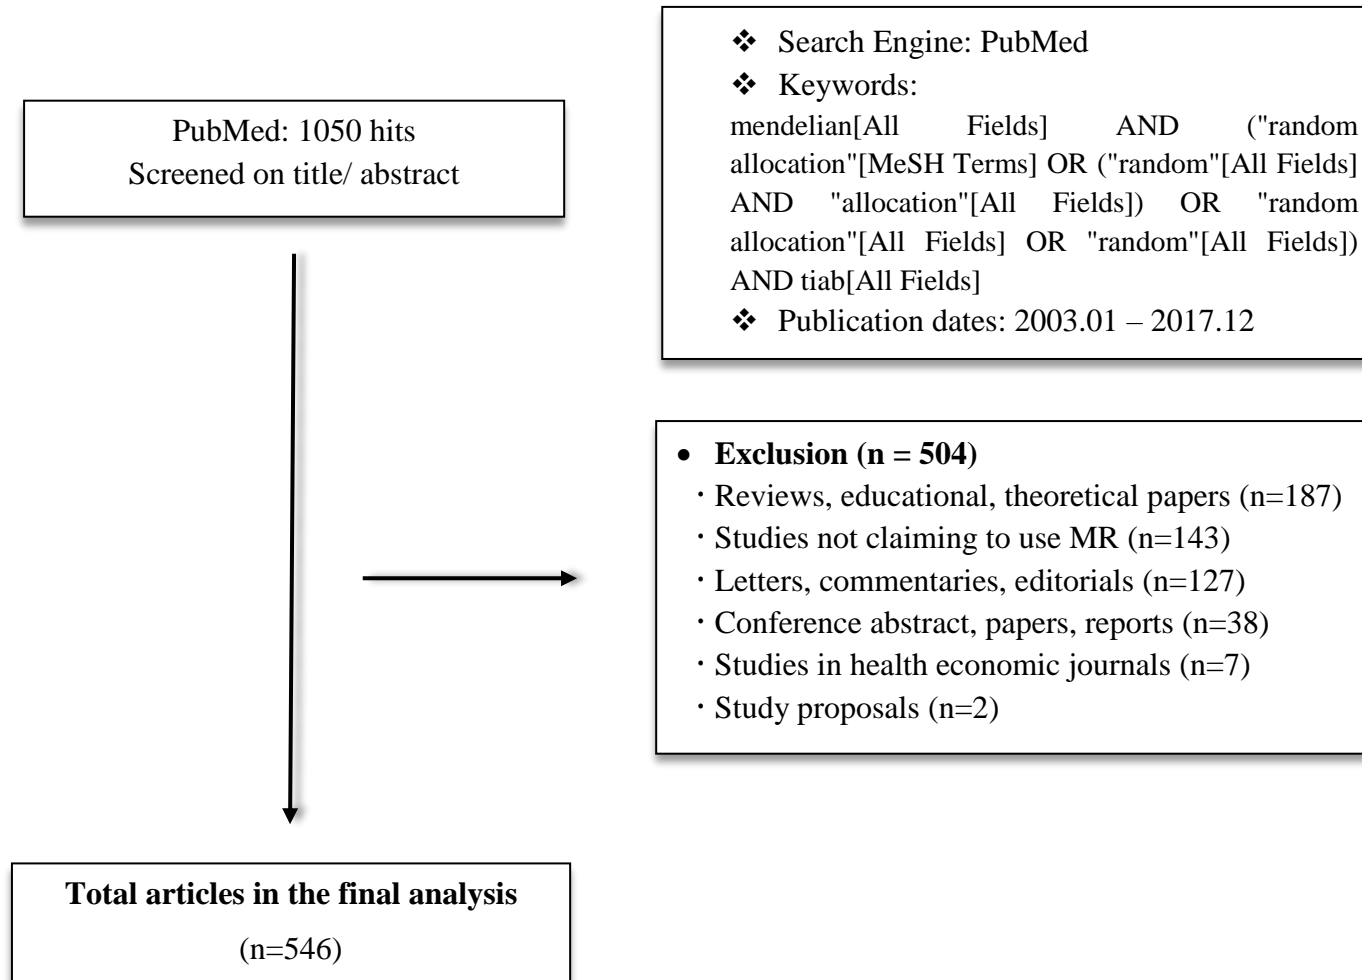 PubMed: 1050 hits
Screened on title/ abstract
❖ Search Engine: PubMed
❖ Keywords:
mendelian[All Fields] AND ("random
allocation"[MeSH Terms] OR ("random"[All Fields]
AND "allocation"[All Fields]) OR "random
allocation"[All Fields] OR "random"[All Fields])
AND tiab[All Fields]
❖ Publication dates: 2003.01 – 2017.12
• Exclusion (n = 504)
· Reviews, educational, theoretical papers (n=187)
· Studies not claiming to use MR (n=143)
· Letters, commentaries, editorials (n=127)
· Conference abstract, papers, reports (n=38)
· Studies in health economic journals (n=7)
· Study proposals (n=2)
Total articles in the final analysis
(n=546)